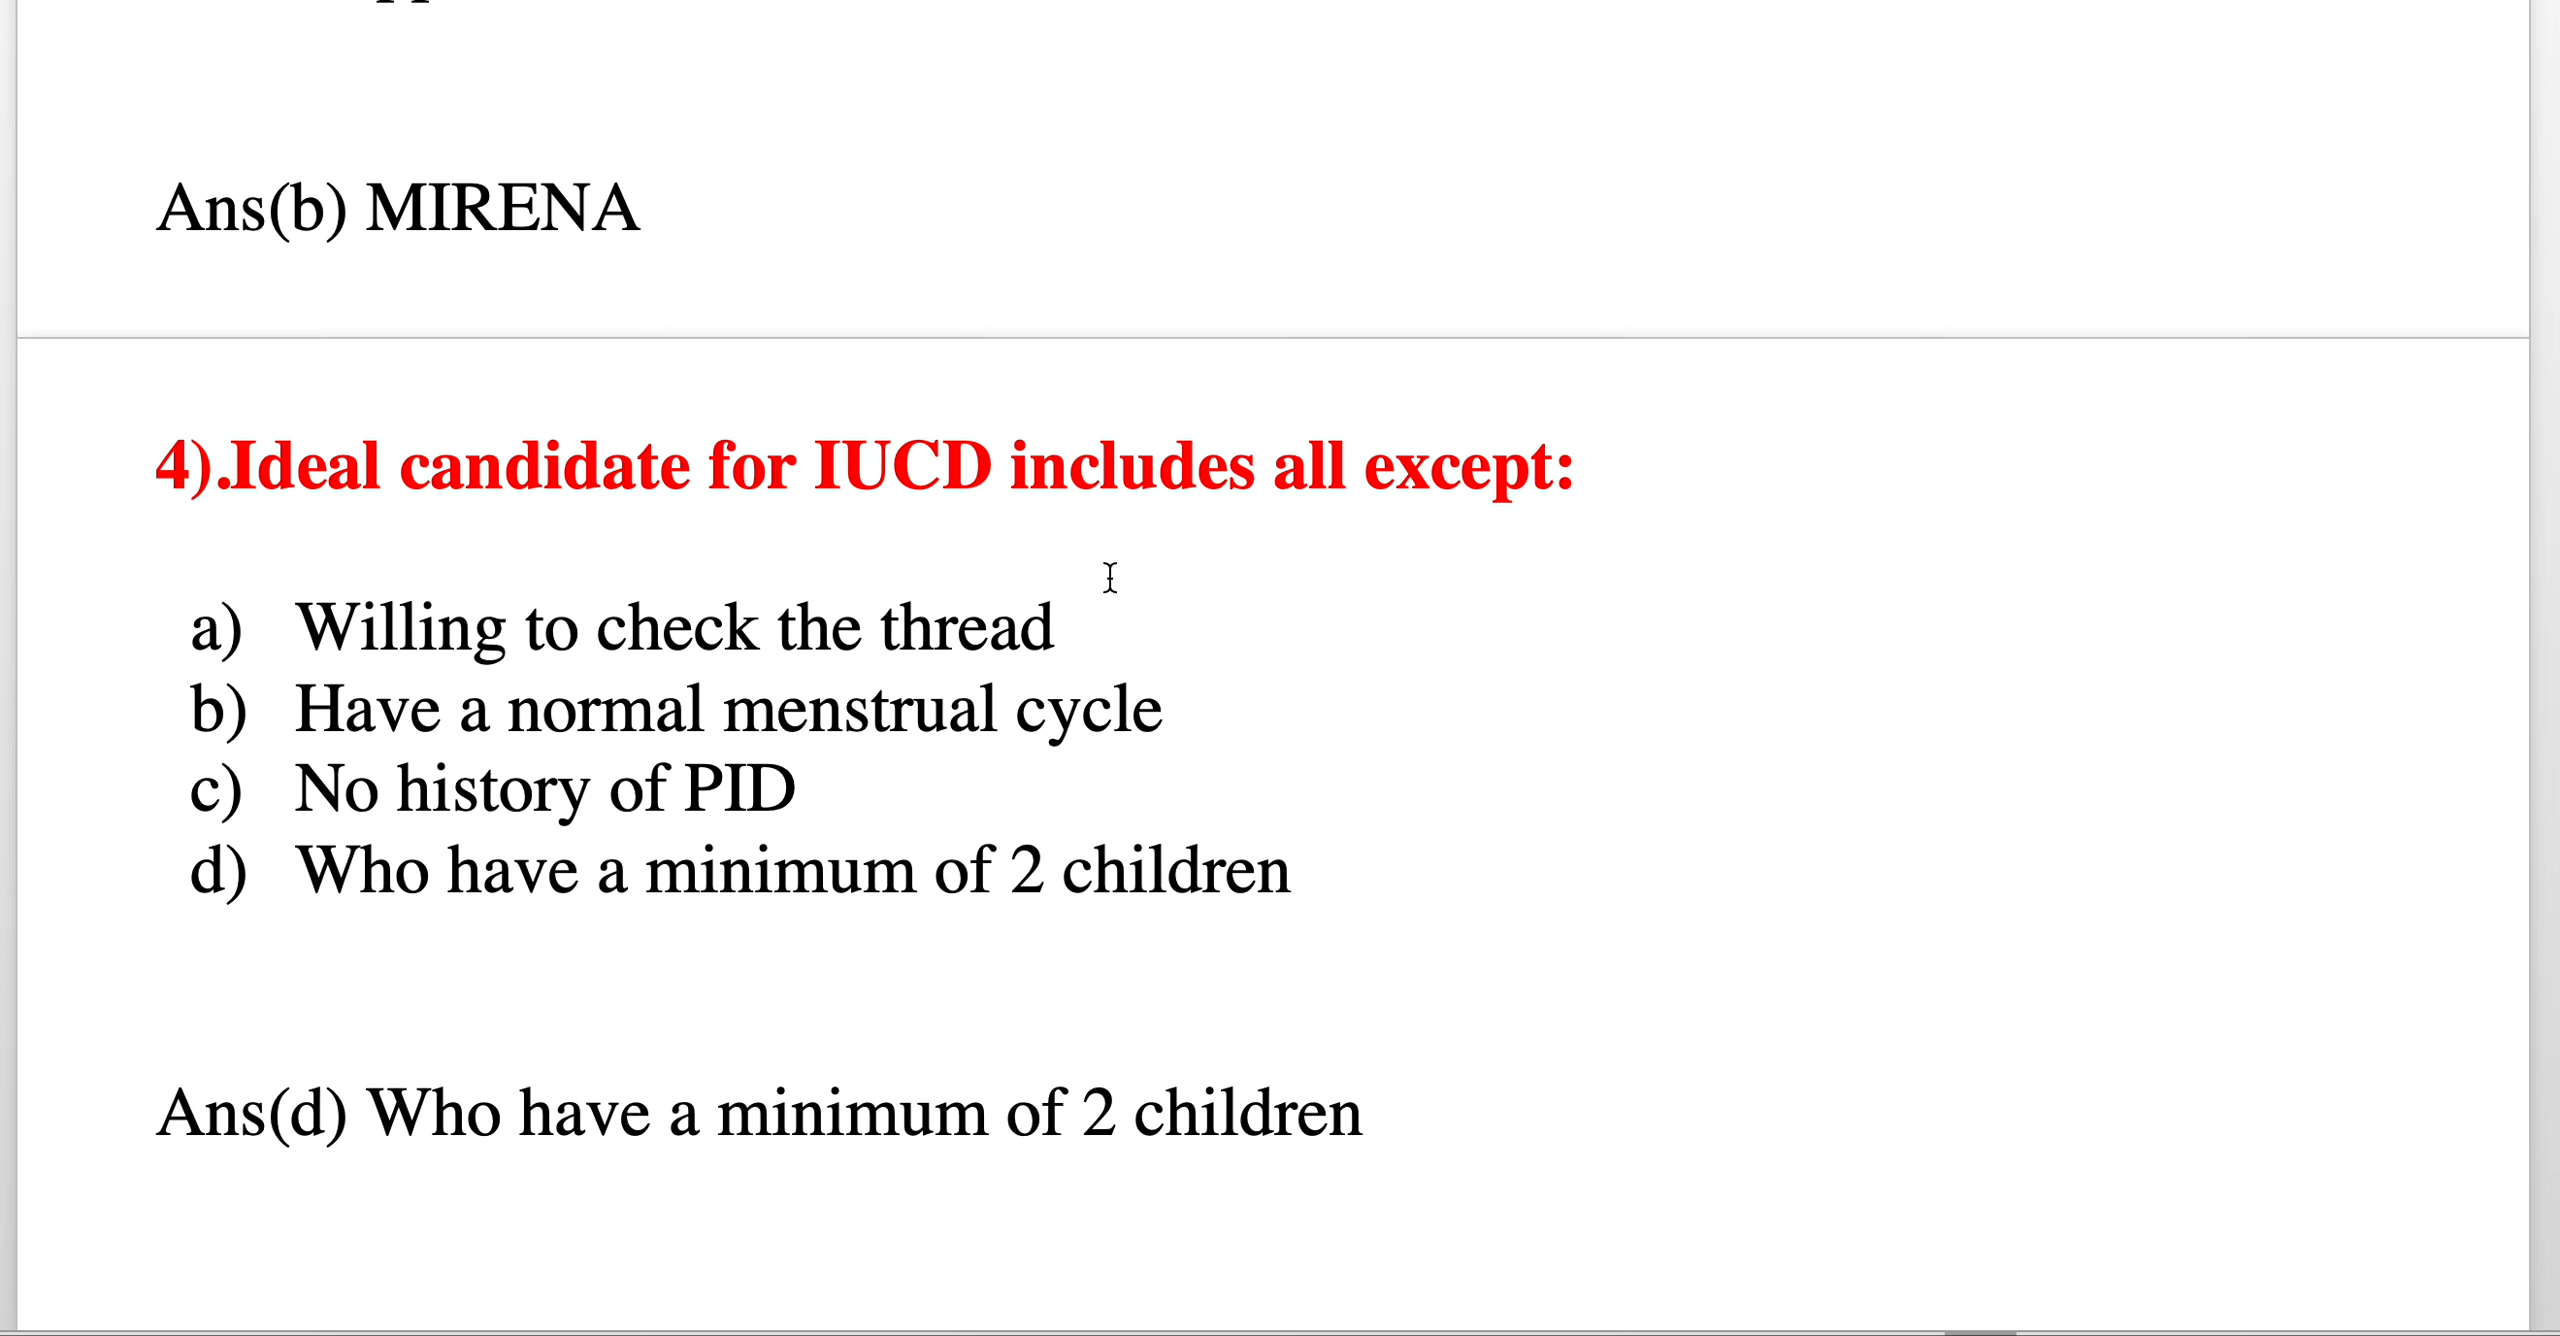 Ans(b) MIRENA
4).Ideal candidate for IUCD includes all except:
a) Willing to check the thread
b) Have a normal menstrual cycle
c) No history of PID
d) Who have a minimum of 2 children
Ans(d) Who have a minimum of 2 children